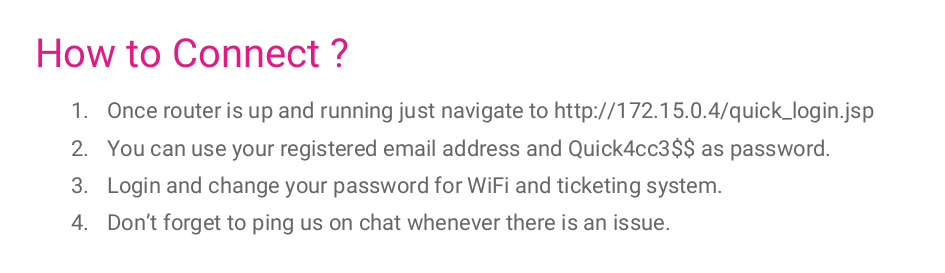 How to Connect ?
1. Once router is up and running just navigate to http://172.15.0.4/quick_login.jsp
2. You can use your registered email address and Quick4cc3$$ as password.
3. Login and change your password for WiFi and ticketing system.
4. Don’t forget to ping us on chat whenever there is an issue.